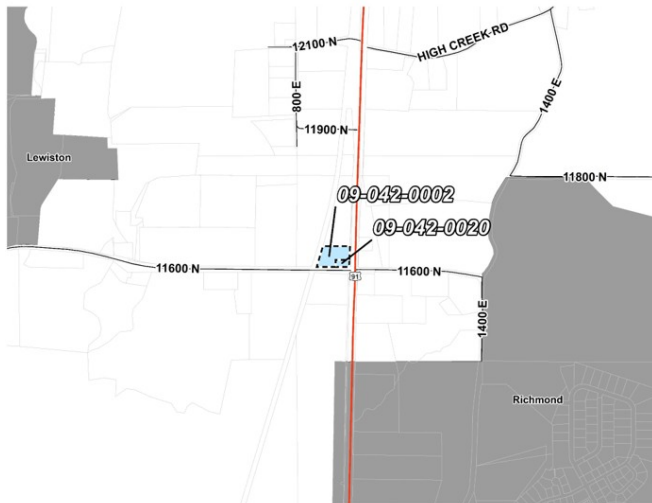 12100 N
HIGH CREEK RD
800 E
1400 E
11900 N
Lewiston
11800 N
09-042-0002
09-042-0020
11600 N
11600 N
91
1400 E
Richmond